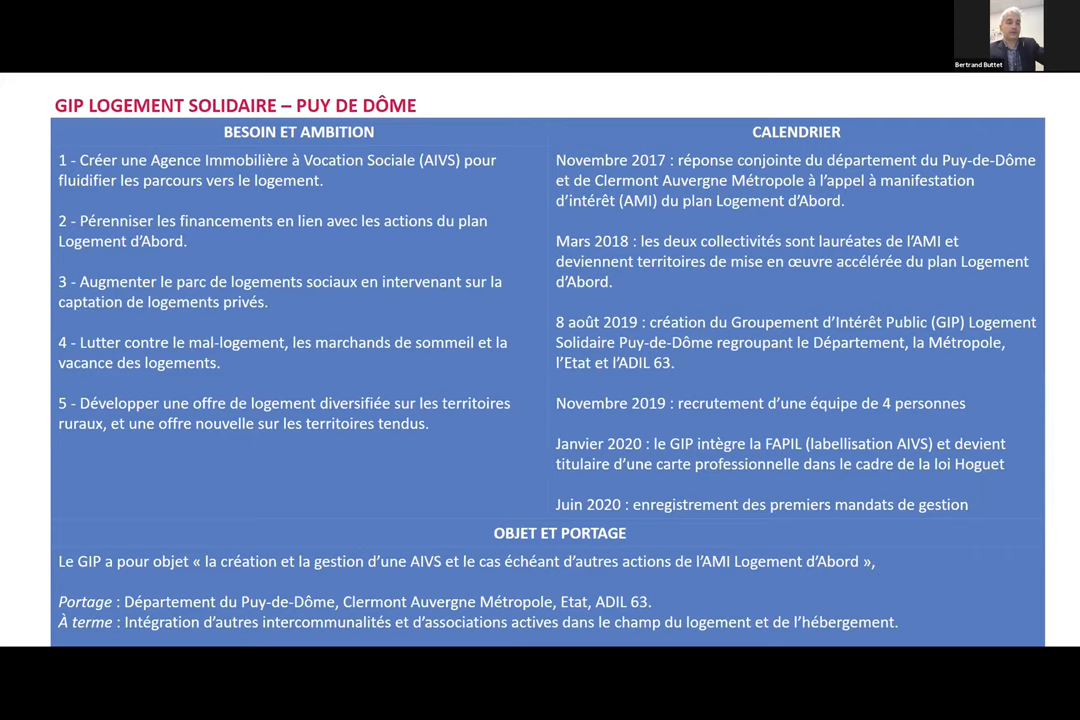 Bertrand Buttet
GIP LOGEMENT SOLIDAIRE – PUY DE DÔME
BESOIN ET AMBITION
1 - Créer une Agence Immobilière à Vocation Sociale (AIVS) pour
fluidifier les parcours vers le logement.
2 - Pérenniser les financements en lien avec les actions du plan
Logement d’Abord.
3 - Augmenter le parc de logements sociaux en intervenant sur la
captation de logements privés.
4 - Lutter contre le mal-logement, les marchands de sommeil et la
vacance des logements.
5 - Développer une offre de logement diversifiée sur les territoires
ruraux, et une offre nouvelle sur les territoires tendus.
CALENDRIER
Novembre 2017 : réponse conjointe du département du Puy-de-Dôme
et de Clermont Auvergne Métropole à l’appel à manifestation
d’intérêt (AMI) du plan Logement d’Abord.
Mars 2018 : les deux collectivités sont lauréates de l’AMI et
deviennent territoires de mise en œuvre accélérée du plan Logement
d’Abord.
8 août 2019 : création du Groupement d’Intérêt Public (GIP) Logement
Solidaire Puy-de-Dôme regroupant le Département, la Métropole,
l’Etat et l’ADIL 63.
Novembre 2019 : recrutement d’une équipe de 4 personnes
Janvier 2020 : le GIP intègre la FAPIL (labellisation AIVS) et devient
titulaire d’une carte professionnelle dans le cadre de la loi Hoguet
Juin 2020 : enregistrement des premiers mandats de gestion
OBJET ET PORTAGE
Le GIP a pour objet « la création et la gestion d’une AIVS et le cas échéant d’autres actions de l’AMI Logement d’Abord »,
Portage : Département du Puy-de-Dôme, Clermont Auvergne Métropole, Etat, ADIL 63.
À terme : Intégration d’autres intercommunalités et d’associations actives dans le champ du logement et de l’hébergement.